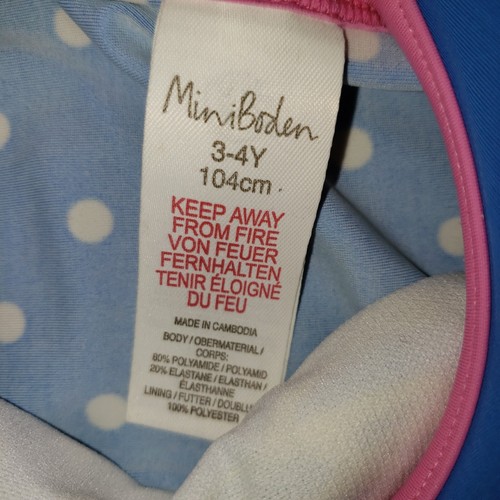 MiniBoden
3-4Y
104cm.
KEEP AWAY
FROM FIRE
VON FEUER
FERNHALTEN
TENIR ÉLOIGNÉ
DU FEU
MADE IN CAMBODIA
BODY / OBERMATERIAL /
CORPS:
80% POLYAMIDE / POLYAMID
20% ELASTANE / ELASTHAN /
ÉLASTHANNE
LINING / FUTTER /
100% POLYESTER